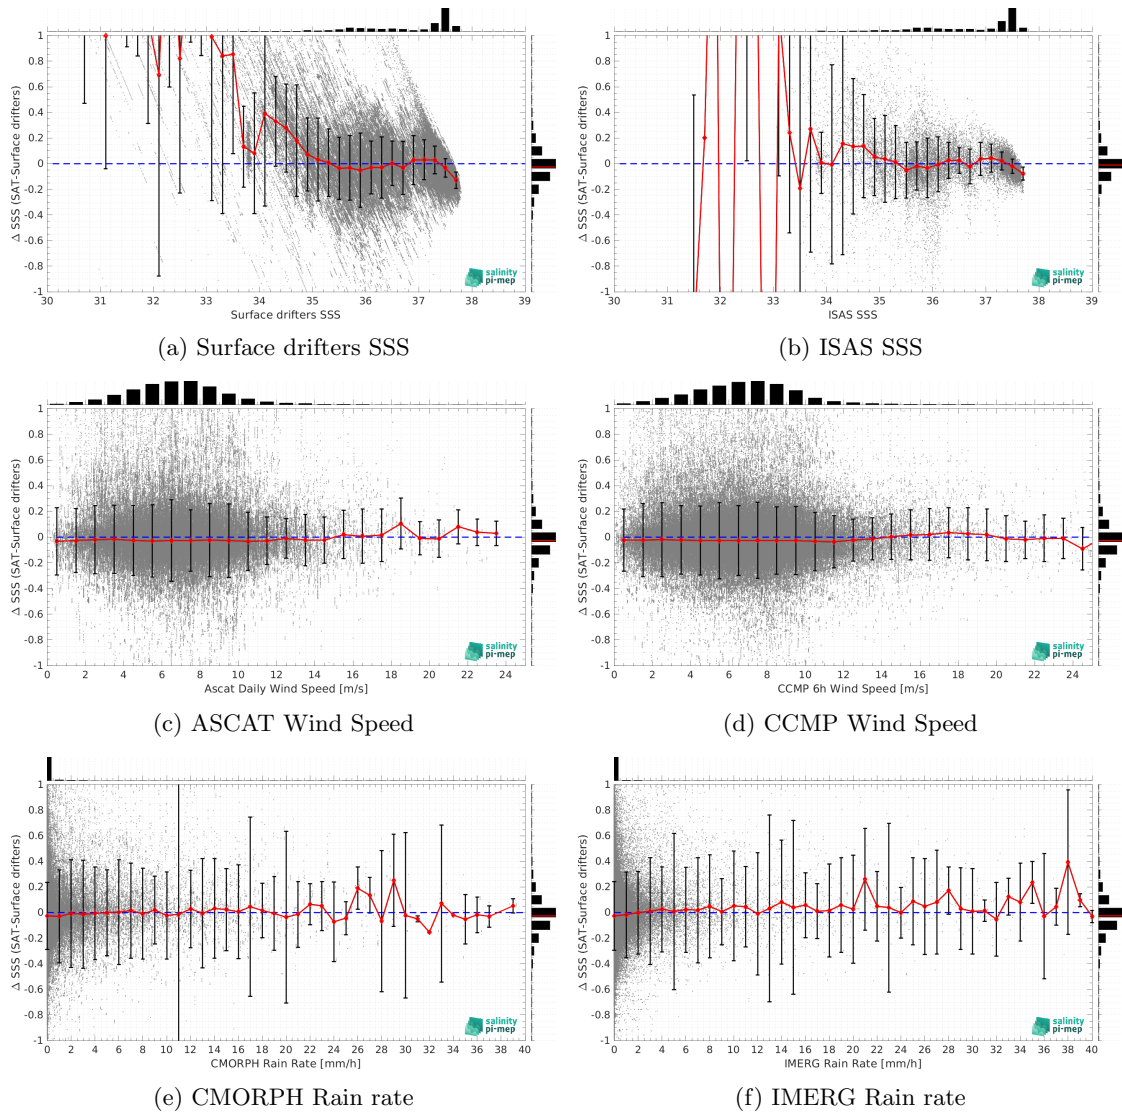 1
0.8
0.6
0.4
0.2
0
-0.2
-0.4
-0.6
-0.8
-1
Δ SSS (SAT-Surface drifters)
salinity
pi-mep
30 31 32 33 34 35 36 37 38 39
Surface drifters SSS
(a) Surface drifters SSS
1
0.8
0.6
0.4
0.2
0
-0.2
-0.4
-0.6
-0.8
-1
Δ SSS (SAT-Surface drifters)
salinity
pi-mep
30 31 32 33 34 35 36 37 38 39
ISAS SSS
(b) ISAS SSS
1
0.8
0.6
0.4
0.2
0
-0.2
-0.4
-0.6
-0.8
-1
Δ SSS (SAT-Surface drifters)
salinity
pi-mep
0 2 4 6 8 10 12 14 16 18 20 22 24
Ascat Daily Wind Speed [m/s]
(c) ASCAT Wind Speed
1
0.8
0.6
0.4
0.2
0
-0.2
-0.4
-0.6
-0.8
-1
Δ SSS (SAT-Surface drifters)
salinity
pi-mep
0 2 4 6 8 10 12 14 16 18 20 22 24
CCMP 6h Wind Speed [m/s]
(d) CCMP Wind Speed
1
0.8
0.6
0.4
0.2
0
-0.2
-0.4
-0.6
-0.8
-1
Δ SSS (SAT-Surface drifters)
salinity
pi-mep
0 2 4 6 8 10 12 14 16 18 20 22 24 26 28 30 32 34 36 38 40
CMORPH Rain Rate [mm/h]
(e) CMORPH Rain rate
1
0.8
0.6
0.4
0.2
0
-0.2
-0.4
-0.6
-0.8
-1
Δ SSS (SAT-Surface drifters)
salinity
pi-mep
0 2 4 6 8 10 12 14 16 18 20 22 24 26 28 30 32 34 36 38 40
IMERG Rain Rate [mm/h]
(f) IMERG Rain rate